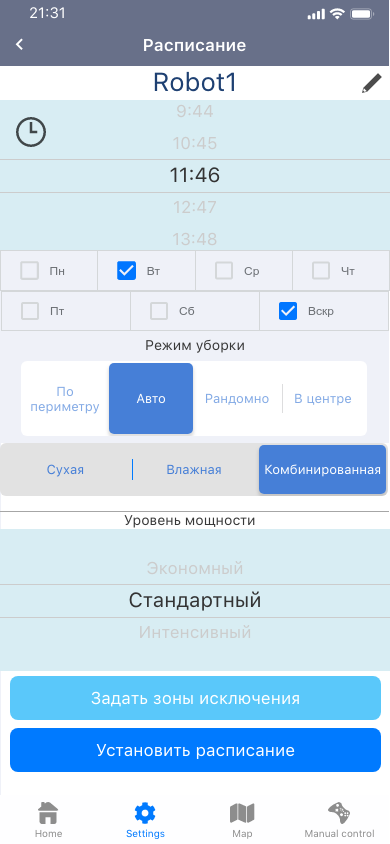 21:31
Расписание
Robot1
9:44
10:45
11:46
12:47
13:48
Пн
Вт
Ср
Чт
Пт
Сб
Вскр
Режим уборки
По
периметру
Авто
Рандомно
В центре
Сухая
Влажная
Комбинированная
Уровень мощности
Экономный
Стандартный
Интенсивный
Задать зоны исключения
Установить расписание
Home
Settings
Map
Manual control